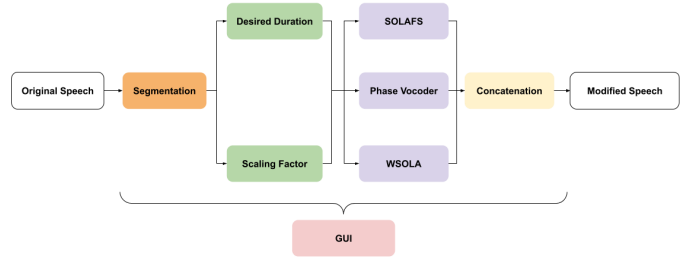 Original Speech
Segmentation
Desired Duration
Scaling Factor
SOLAFS
Phase Vocoder
WSOLA
Concatenation
Modified Speech
GUI